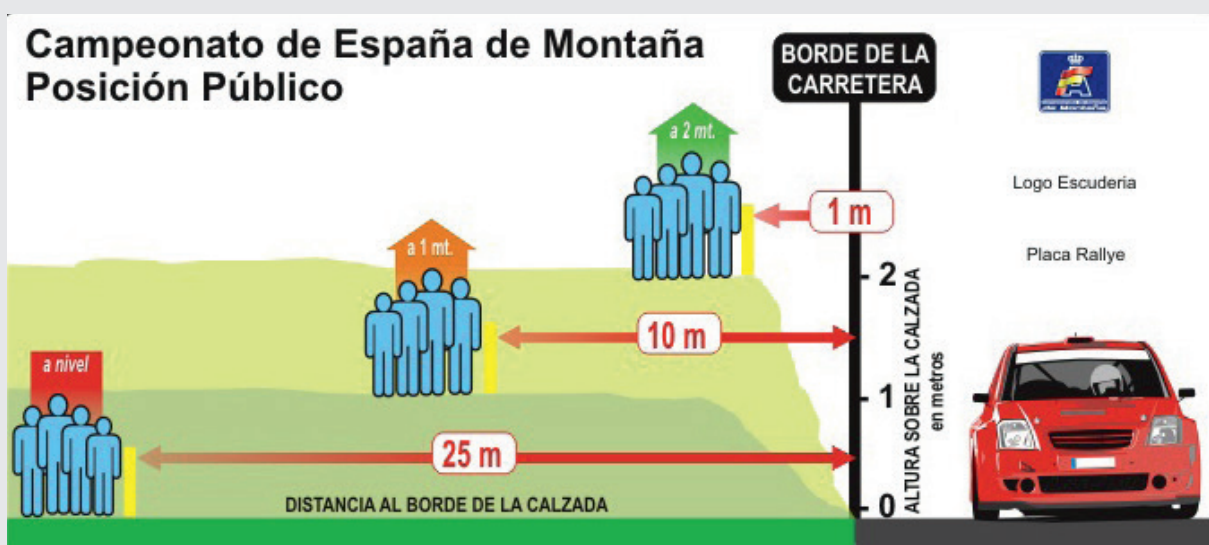 Campeonato de España de Montaña
Posición Público
BORDE DE LA
CARRETERA
de Montaña
Logo Escudería
Placa Rallye
a 2 mt.
1 m
a 1 mt.
10 m
a nivel
25 m
2
1
0
ALTURA SOBRE LA CALZADA
en metros
DISTANCIA AL BORDE DE LA CALZADA